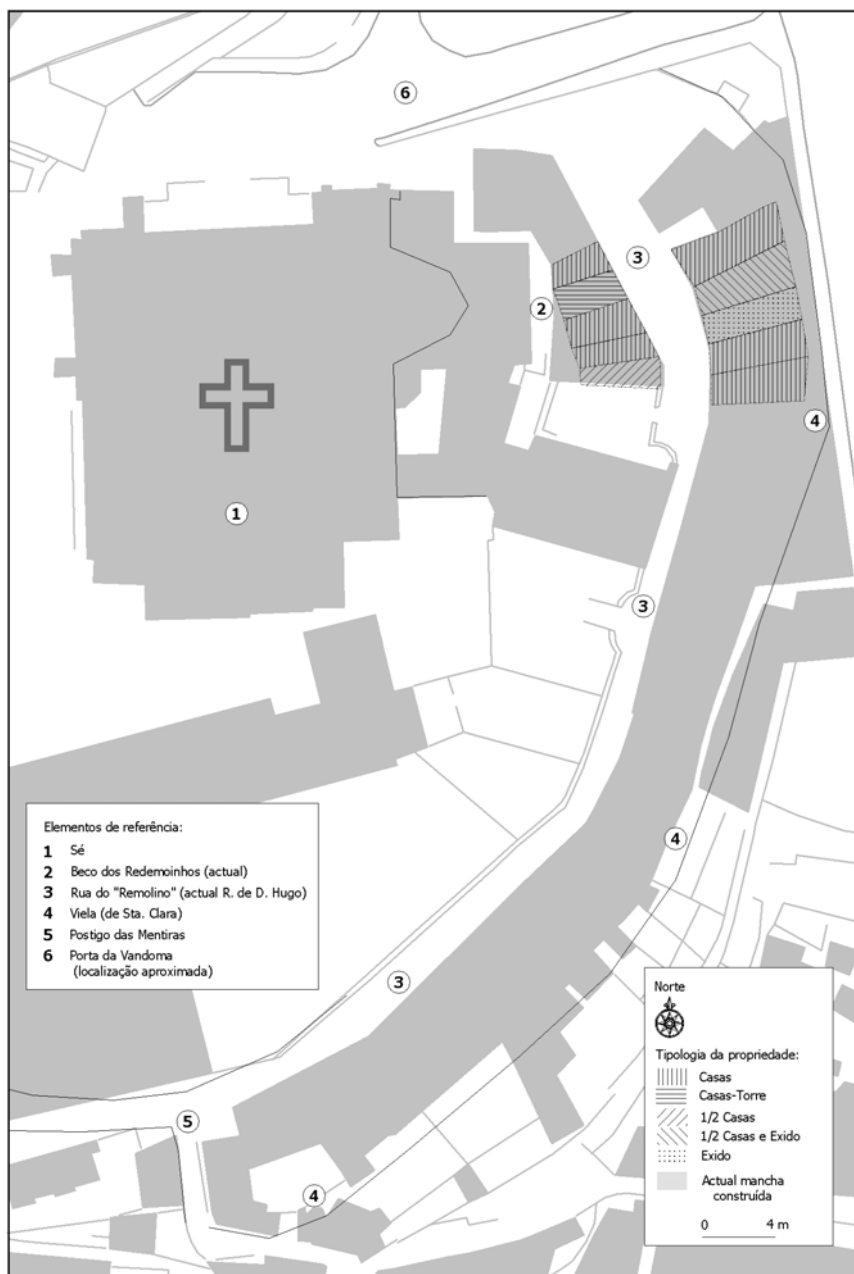 6
3
2
4
1
3
4
3
5
4
Elementos de referência:
1 Sé
2 Beco dos Redemoinhos (actual)
3 Rua do "Remolino" (actual R. de D. Hugo)
4 Viela (de Sta. Clara)
5 Postigo das Mentiras
6 Porta da Vandoma
(localização aproximada)
Norte
Tipologia da propriedade:
Casas
Casas-Torre
1/2 Casas
1/2 Casas e Exido
Exido
Actual mancha
construída
0 4 m